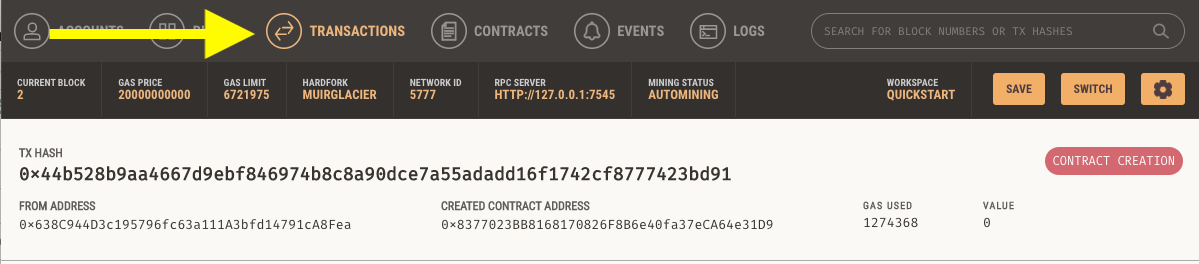 TRANSACTIONS
CONTRACTS
EVENTS
LOGS
SEARCH FOR BLOCK NUMBERS OR TX HASHES
CURRENT BLOCK
2
GAS PRICE
20000000000
GAS LIMIT
6721975
HARDFORK
MUIRGLACIER
NETWORK ID
5777
RPC SERVER
HTTP://127.0.0.1:7545
MINING STATUS
AUTOMINING
WORKSPACE
QUICKSTART
SAVE
SWITCH
TX HASH
0×44b528b9aa4667d9ebf846974b8c8a90dce7a55adadd16f1742cf8777423bd91
CONTRACT CREATION
FROM ADDRESS
0×638C944D3c195796fc63a111A3bfd14791cA8Fea
CREATED CONTRACT ADDRESS
0×8377023BB8168170826F8B6e40fa37eCA64e31D9
GAS USED
1274368
VALUE
0